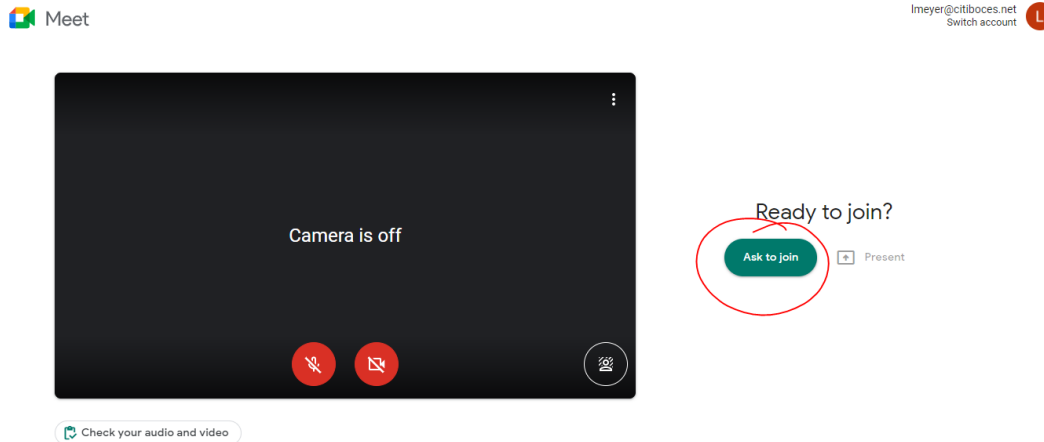 Meet
lmeyer@citiboces.net
Switch account
L
Camera is off
Ready to join?
Ask to join
Present
Check your audio and video